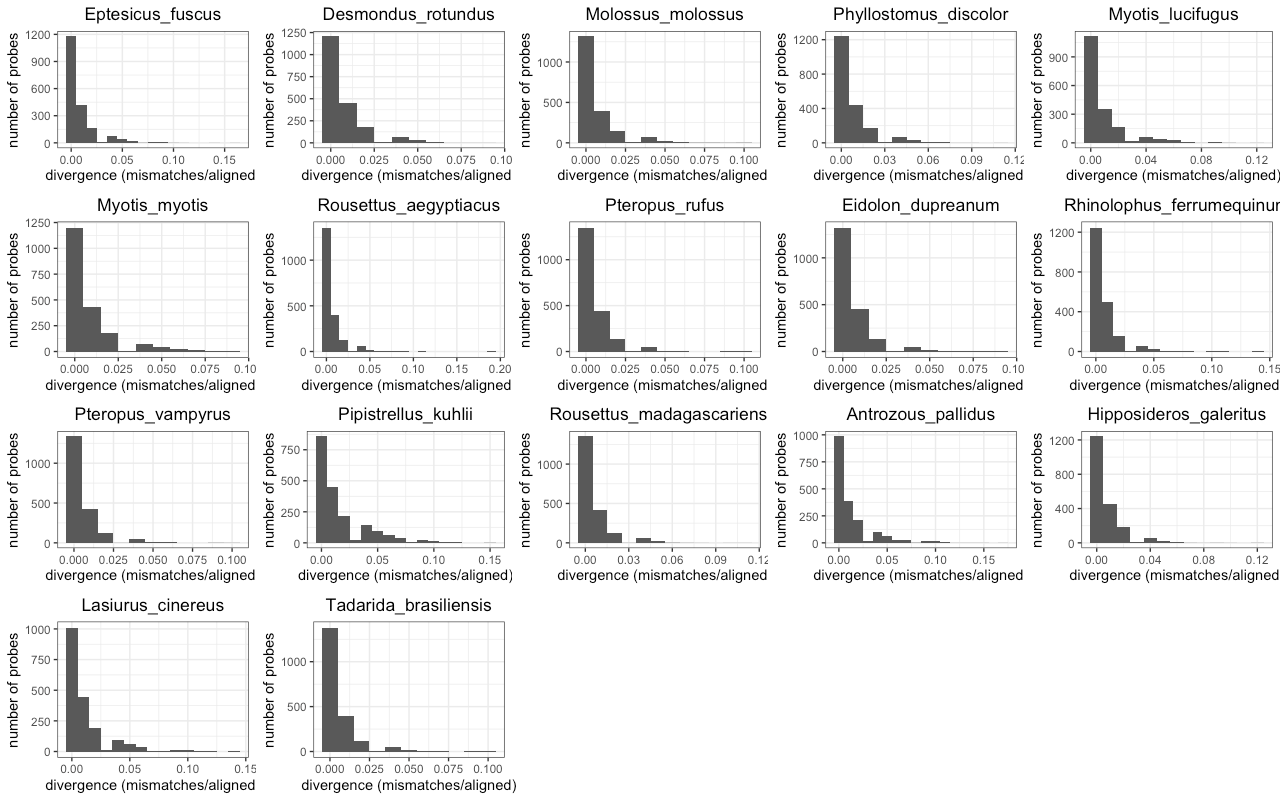 Eptesicus_fuscus
number of probes
1200
900
600
300
0
0.00 0.05 0.10 0.15
divergence (mismatches/aligned
Desmondus_rotundus
number of probes
1250
1000
750
500
250
0
0.000 0.025 0.050 0.075 0.10
divergence (mismatches/aligned
Molossus_molossus
number of probes
1000
500
0
0.000 0.025 0.050 0.075 0.100
divergence (mismatches/aligned
Phyllostomus_discolor
number of probes
1200
800
400
0
0.00 0.03 0.06 0.09 0.12
divergence (mismatches/aligned
Myotis_lucifugus
number of probes
900
600
300
0
0.00 0.04 0.08 0.12
divergence (mismatches/aligned)
Myotis_myotis
number of probes
1250
1000
750
500
250
0
0.000 0.025 0.050 0.075 0.10
divergence (mismatches/aligned
Rousettus_aegyptiacus
number of probes
1000
500
0
0.00 0.05 0.10 0.15 0.20
divergence (mismatches/aligned
Pteropus_rufus
number of probes
1000
500
0
0.000 0.025 0.050 0.075 0.100
divergence (mismatches/aligned
Eidolon_dupreanum
number of probes
1000
500
0
0.000 0.025 0.050 0.075 0.10
divergence (mismatches/aligned
Rhinolophus_ferrumequinur
number of probes
1200
800
400
0
0.00 0.05 0.10 0.15
divergence (mismatches/aligned
Pteropus_vampyrus
number of probes
1000
500
0
0.000 0.025 0.050 0.075 0.100
divergence (mismatches/aligned
Pipistrellus_kuhlii
number of probes
750
500
250
0
0.00 0.05 0.10 0.15
divergence (mismatches/aligned)
Rousettus_madagascariens
number of probes
1000
500
0
0.00 0.03 0.06 0.09 0.12
divergence (mismatches/aligned
Antrozous_pallidus
number of probes
1000
750
500
250
0
0.00 0.05 0.10 0.15
divergence (mismatches/aligned
Hipposideros_galeritus
number of probes
1200
800
400
0
0.00 0.04 0.08 0.12
divergence (mismatches/aligned
Lasiurus_cinereus
number of probes
1000
750
500
250
0
0.00 0.05 0.10 0.15
divergence (mismatches/aligned
Tadarida_brasiliensis
number of probes
1000
500
0
0.000 0.025 0.050 0.075 0.100
divergence (mismatches/aligned)